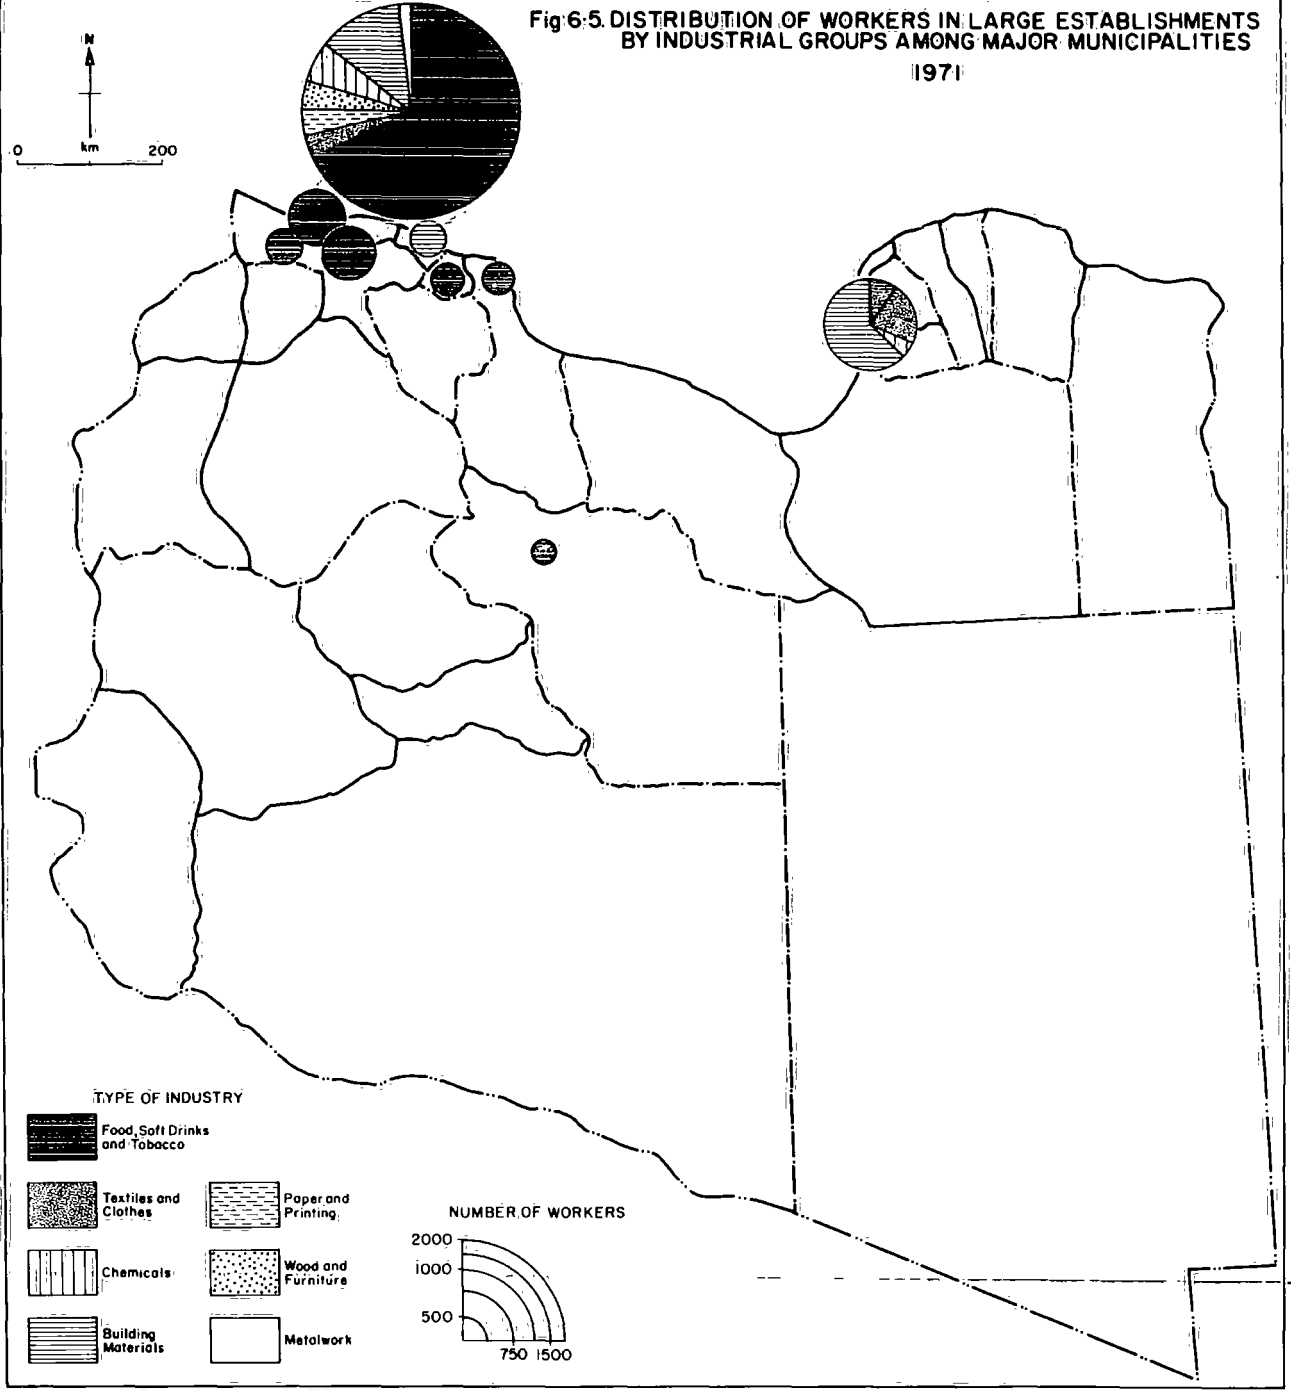 Fig 6·5. DISTRIBUTION OF WORKERS IN LARGE ESTABLISHMENTS
BY INDUSTRIAL GROUPS AMONG MAJOR MUNICIPALITIES
1971
N
0 km 200
TYPE OF INDUSTRY
Food, Soft Drinks
and Tobacco
Textiles and
Clothes
Paper and
Printing
Chemicals
Wood and
Furniture
Building
Materials
Metalwork
NUMBER OF WORKERS
2000
1000
500
750 1500